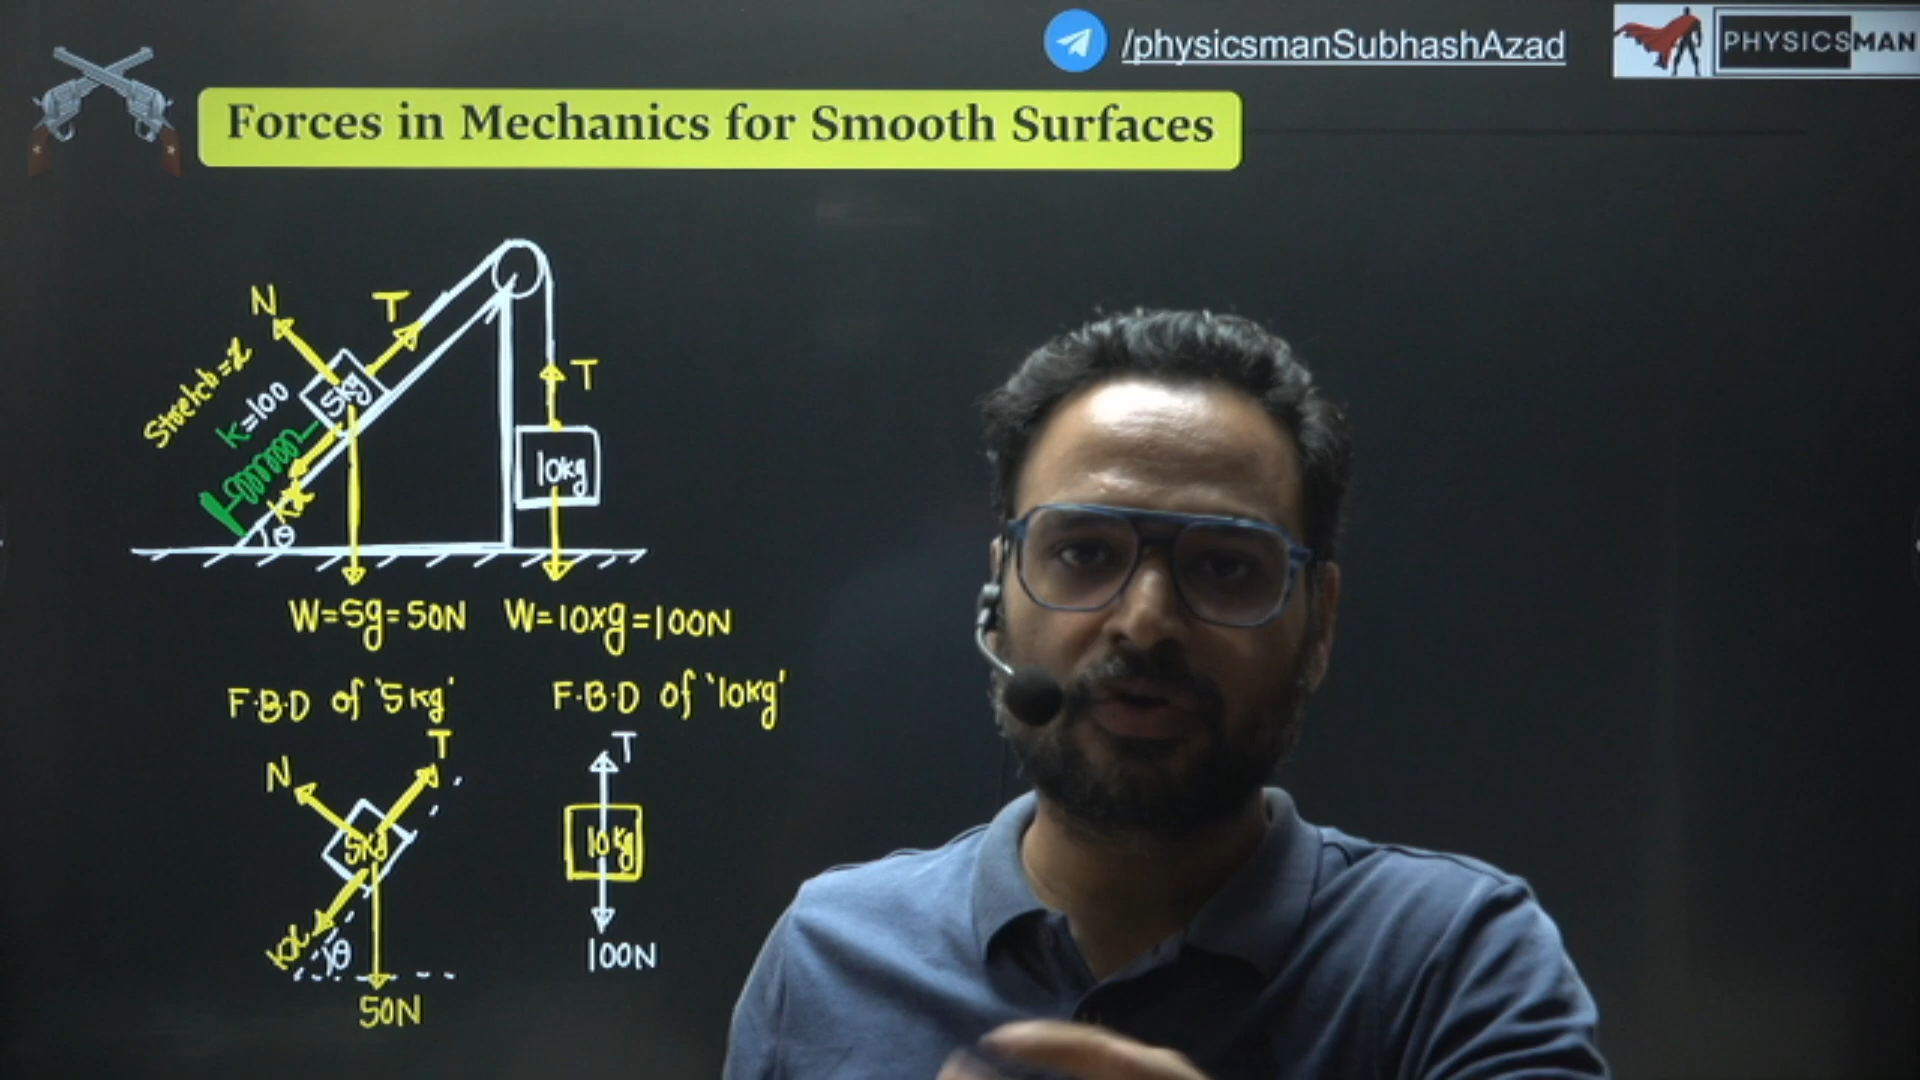 /physicsmanSubhashAzad
PHYSICSMAN
Forces in Mechanics for Smooth Surfaces
N
T
Stretch=x
K=100
5kg
T
10kg
Kx
θ
W=5g=50N
W=10xg=100N
F.B.D of '5kg'
F.B.D of '10kg'
T
T
N
5kg
10kg
Kx
θ
100N
50N